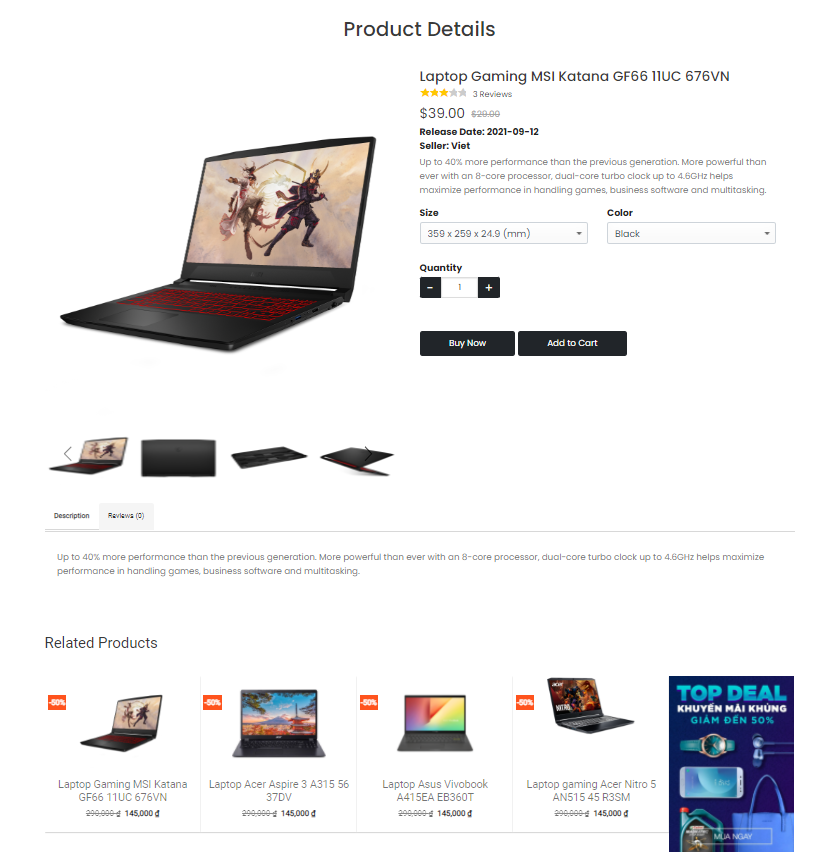 Product Details
Laptop Gaming MSI Katana GF66 11UC 676VN
3 Reviews
$39.00 $20.00
Release Date: 2021-09-12
Seller: Viet
Up to 40% more performance than the previous generation. More powerful than
ever with an 8-core processor, dual-core turbo clock up to 4.6GHz helps
maximize performance in handling games, business software and multitasking.
Size Color
359 x 259 x 24.9 (mm) Black
Quantity
- 1 +
Buy Now Add to Cart
Description Reviews (0)
Up to 40% more performance than the previous generation. More powerful than ever with an 8-core processor, dual-core turbo clock up to 4.6GHz helps maximize
performance in handling games, business software and multitasking.
Related Products
-50% -50% -50% -50%
acer
NITRO
Laptop Gaming MSI Katana
GF66 11UC 676VN
290,000 ₫ 145,000 ₫
Laptop Acer Aspire 3 A315 56
37DV
290,000 ₫ 145,000 ₫
Laptop Asus Vivobook
A415EA EB360T
290,000 ₫ 145,000 ₫
Laptop gaming Acer Nitro 5
AN515 45 R3SM
290,000 ₫ 145,000 ₫
TOP DEAL
KHUYẾN MÃI KHỦNG
GIẢM ĐẾN 50%
MUA NGAY